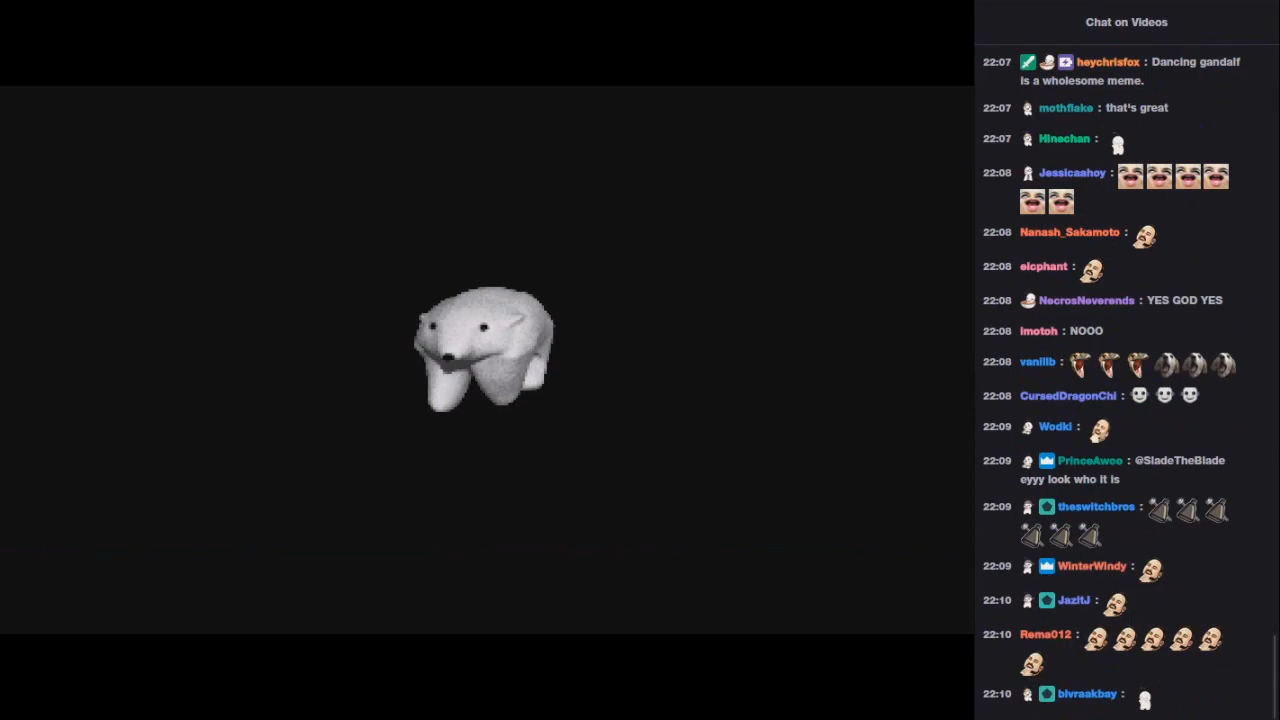 Chat on Videos
22:07 heychrisfox : Dancing gandalf
is a wholesome meme.
22:07 mothflake : that's great
22:07 Hinechan :
22:08 Jessicaahoy :
22:08 Nanash_Sakamoto :
22:08 elcphant :
22:08 NecrosNeverends : YES GOD YES
22:08 imotoh : NOOO
22:08 vanillb :
22:08 CursedDragonChi :
22:09 Wodki :
22:09 PrinceAwoo : @SladeTheBlade
eyyy look who it is
22:09 theswitchbros :
22:09 WinterWindy :
22:10 JazitJ :
22:10 Rema012 :
22:10 blvraakbay :